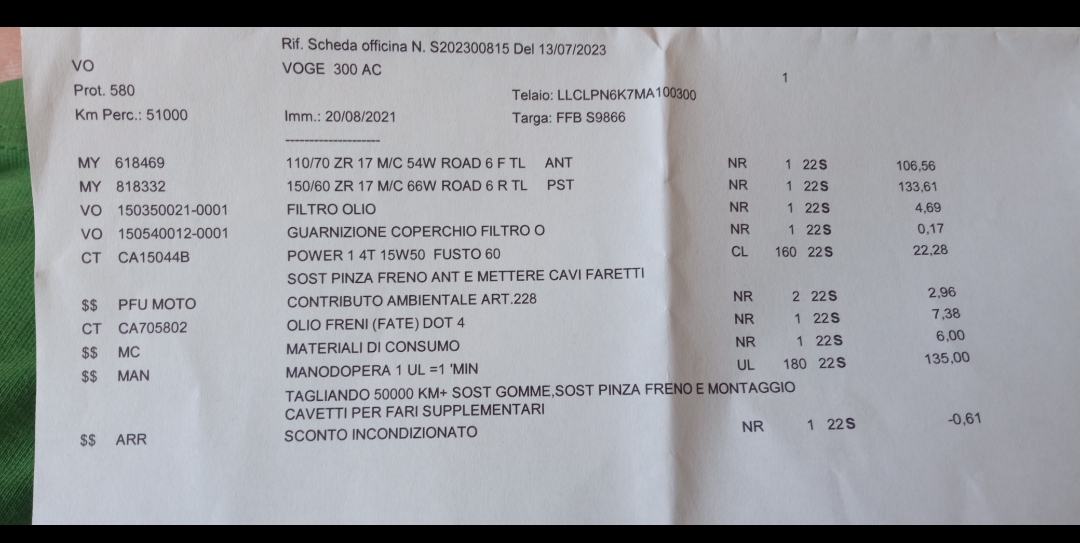 Rif. Scheda officina N. S202300815 Del 13/07/2023
VO VOGE 300 AC 1
Prot. 580 Telaio: LLCLPN6K7MA100300
Km Perc.: 51000 Imm.: 20/08/2021 Targa: FFB S9866
--------------------
MY 618469 110/70 ZR 17 M/C 54W ROAD 6 F TL ANT NR 1 22S 106,56
MY 818332 150/60 ZR 17 M/C 66W ROAD 6 R TL PST NR 1 22S 133,61
VO 150350021-0001 FILTRO OLIO NR 1 22S 4,69
VO 150540012-0001 GUARNIZIONE COPERCHIO FILTRO O NR 1 22S 0,17
CT CA15044B POWER 1 4T 15W50 FUSTO 60 CL 160 22S 22,28
SOST PINZA FRENO ANT E METTERE CAVI FARETTI
$$ PFU MOTO CONTRIBUTO AMBIENTALE ART.228 NR 2 22S 2,96
CT CA705802 OLIO FRENI (FATE) DOT 4 NR 1 22S 7,38
$$ MC MATERIALI DI CONSUMO NR 1 22S 6,00
$$ MAN MANODOPERA 1 UL =1 'MIN UL 180 22S 135,00
TAGLIANDO 50000 KM+ SOST GOMME,SOST PINZA FRENO E MONTAGGIO
CAVETTI PER FARI SUPPLEMENTARI
$$ ARR SCONTO INCONDIZIONATO NR 1 22S -0,61